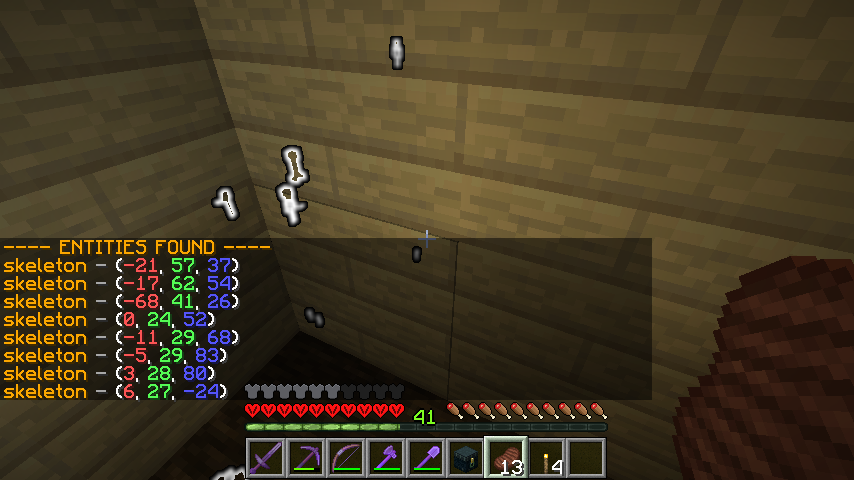 ---- ENTITIES FOUND ----
skeleton - (-21, 57, 37)
skeleton - (-17, 62, 54)
skeleton - (-68, 41, 26)
skeleton - (0, 24, 52)
skeleton - (-11, 29, 68)
skeleton - (-5, 29, 83)
skeleton - (3, 28, 80)
skeleton - (6, 27, -24)
41
13 4